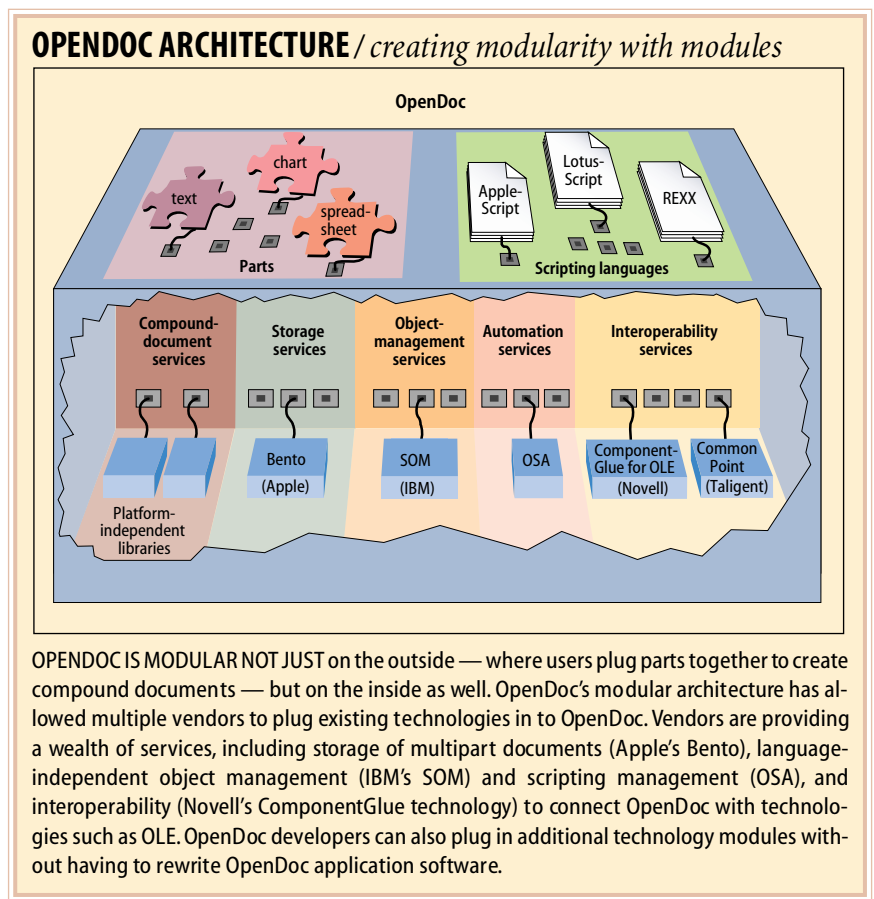 OPENDOC ARCHITECTURE / creating modularity with modules
OpenDoc
text
chart
spread-
sheet
Parts
Apple-
Script
Lotus-
Script
REXX
Scripting languages
Compound-
document
services
Storage
services
Object-
management
services
Automation
services
Interoperability
services
Platform-
independent
libraries
Bento
(Apple)
SOM
(IBM)
OSA
Component-
Glue for OLE
(Novell)
Common
Point
(Taligent)
OPENDOC IS MODULAR NOT JUST on the outside — where users plug parts together to create
compound documents — but on the inside as well. OpenDoc's modular architecture has al-
lowed multiple vendors to plug existing technologies in to OpenDoc. Vendors are providing
a wealth of services, including storage of multipart documents (Apple's Bento), language-
independent object management (IBM's SOM) and scripting management (OSA), and
interoperability (Novell's ComponentGlue technology) to connect OpenDoc with technolo-
gies such as OLE. OpenDoc developers can also plug in additional technology modules with-
out having to rewrite OpenDoc application software.